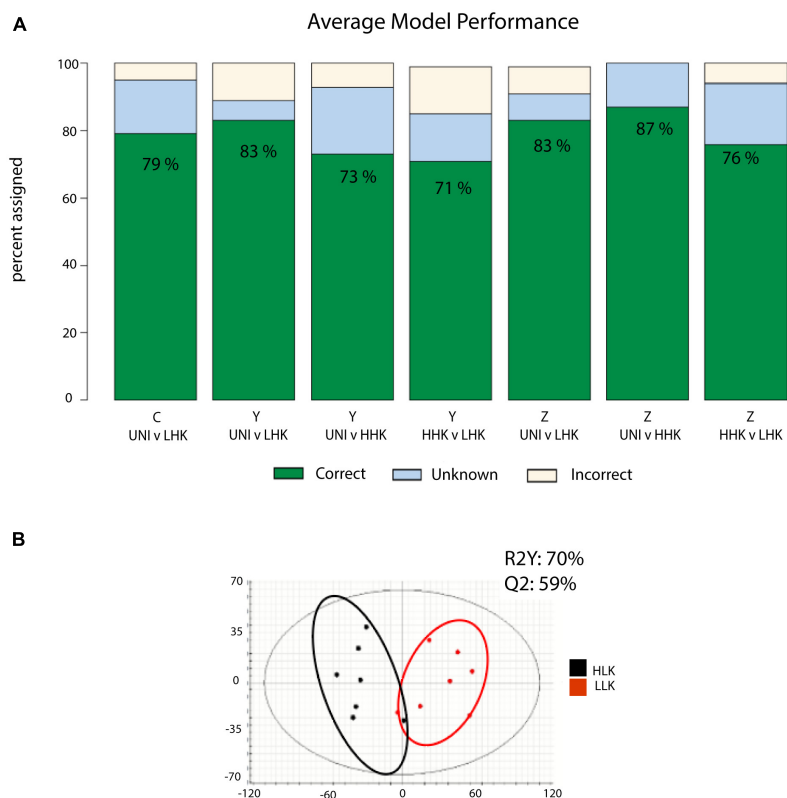 A
Average Model Performance
percent assigned
100
80
60
40
20
0
79 %
83 %
73 %
71 %
83 %
87 %
76 %
C
UNI v LHK
Y
UNI v LHK
Y
UNI v HHK
Y
HHK v LHK
Z
UNI v LHK
Z
UNI v HHK
Z
HHK v LHK
Correct
Unknown
Incorrect
B
R2Y: 70%
Q2: 59%
70
35
0
-35
-70
-120
-60
0
60
120
HLK
LLK